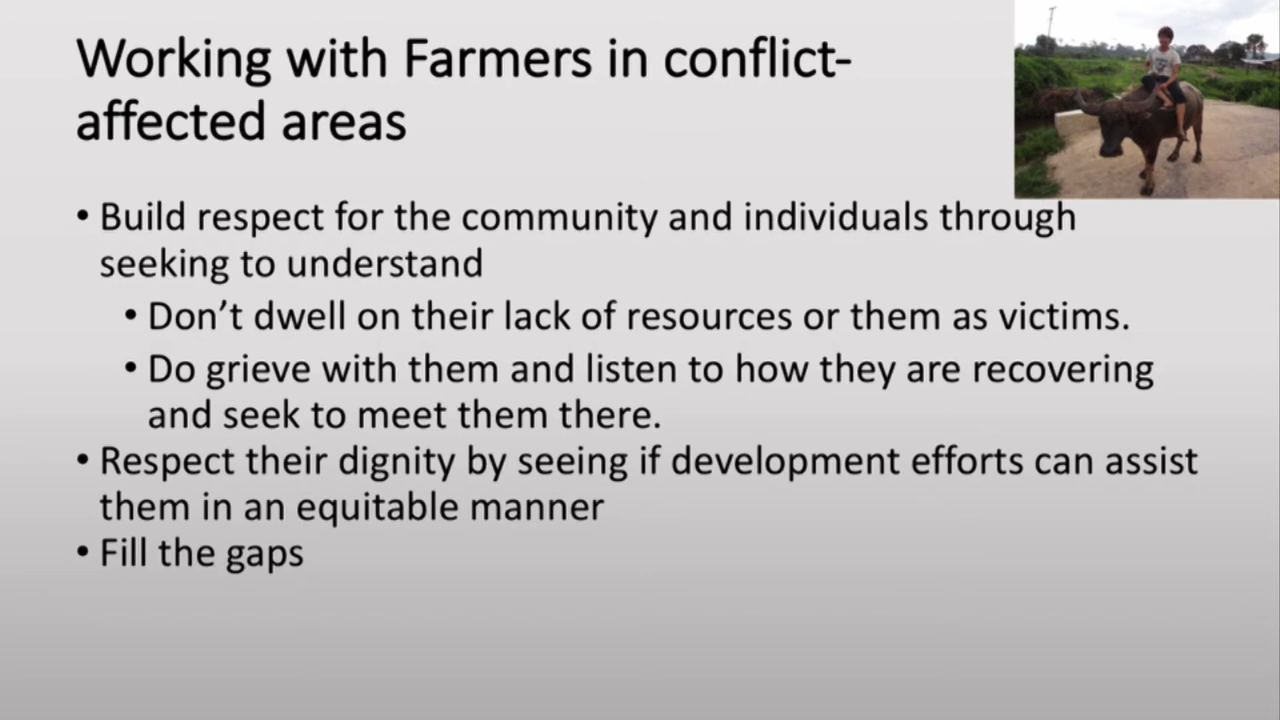 Working with Farmers in conflict-
affected areas
• Build respect for the community and individuals through
seeking to understand
• Don’t dwell on their lack of resources or them as victims.
• Do grieve with them and listen to how they are recovering
and seek to meet them there.
• Respect their dignity by seeing if development efforts can assist
them in an equitable manner
• Fill the gaps